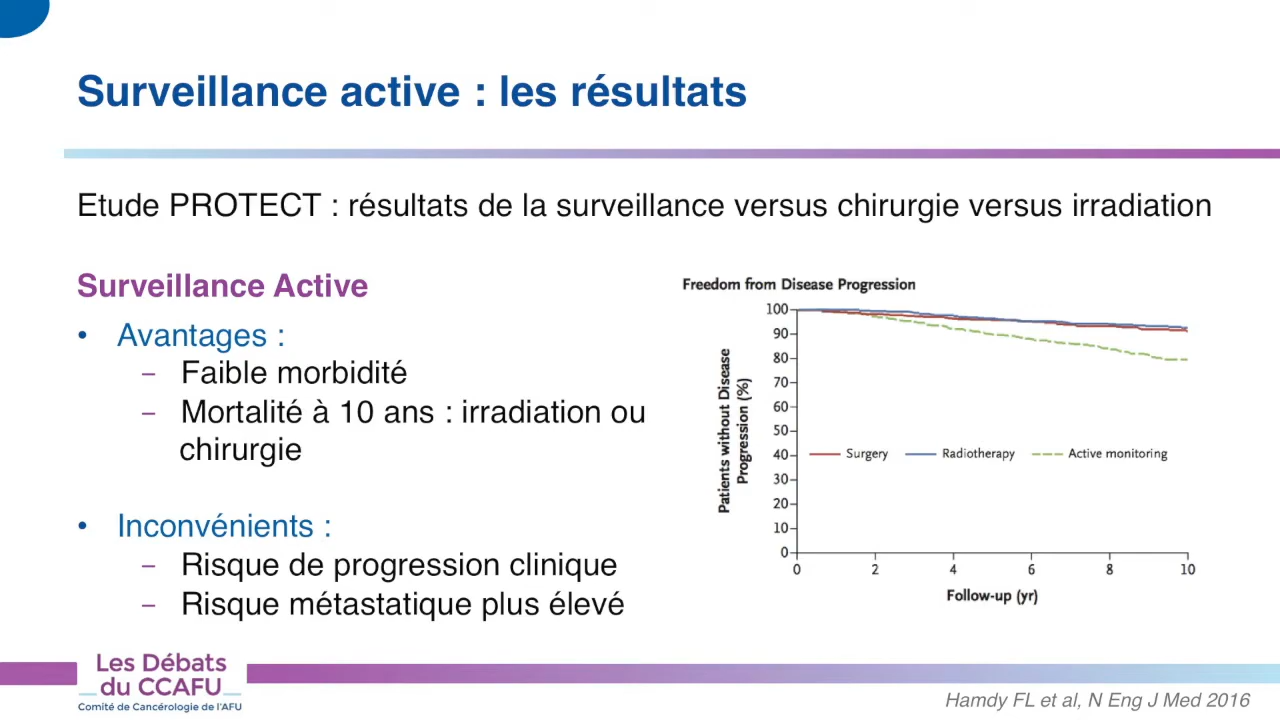 Surveillance active : les résultats
Etude PROTECT : résultats de la surveillance versus chirurgie versus irradiation
Surveillance Active
• Avantages :
– Faible morbidité
– Mortalité à 10 ans : irradiation ou
chirurgie
• Inconvénients :
– Risque de progression clinique
– Risque métastatique plus élevé
Freedom from Disease Progression
Patients without Disease
Progression (%)
100
90
80
70
60
50
40
30
20
10
0
Surgery Radiotherapy Active monitoring
0 2 4 6 8 10
Follow-up (yr)
Les Débats
du CCAFU
Comité de Cancérologie de l'AFU
Hamdy FL et al, N Eng J Med 2016